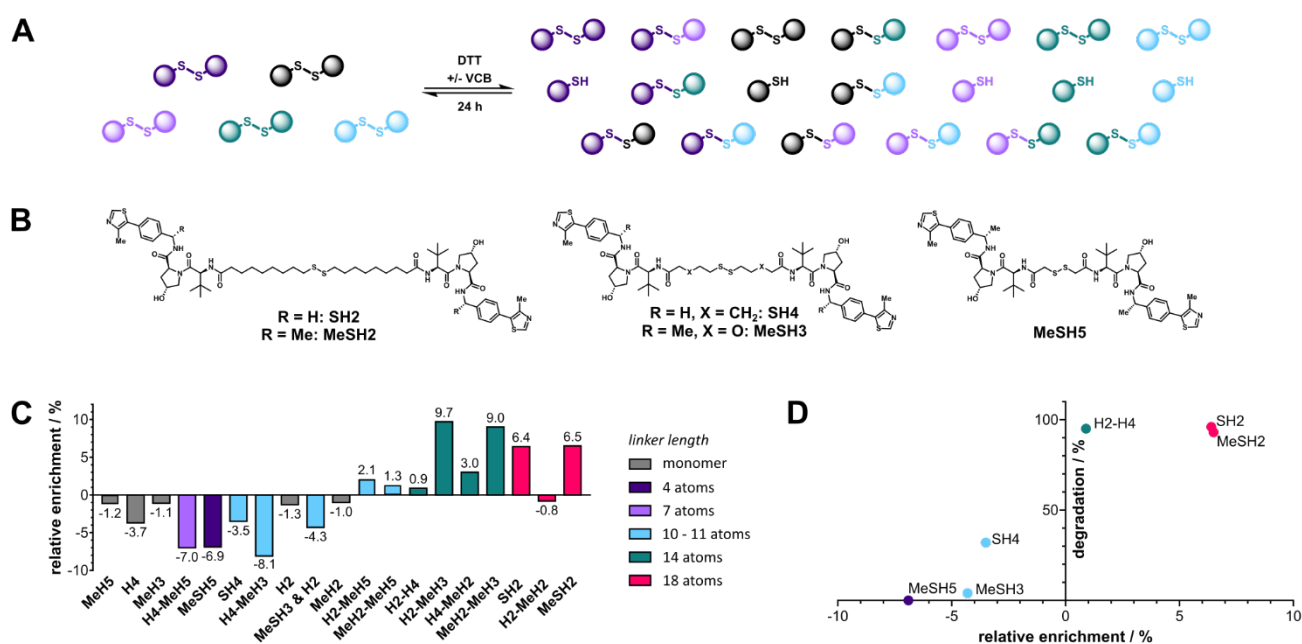 A
S S
S S
S S
S S
S S
DTT
+/- VCB
24 h
S S
S S
S S
S S
S S
S S
S S
SH
S S
SH
S S
SH
SH
SH
S S
S S
S S
S S
S S
S S
B
R = H: SH2
R = Me: MeSH2
R = H, X = CH₂: SH4
R = Me, X = O: MeSH3
MeSH5
C
relative enrichment / %
10
5
0
-5
-10
-1.2
-3.7
-1.1
-7.0
-6.9
-3.5
-8.1
-1.3
-4.3
-1.0
2.1
1.3
0.9
9.7
3.0
9.0
6.4
-0.8
6.5
MeH5
H4
MeH3
H4-MeH5
MeSH5
SH4
H4-MeH3
H2
MeSH3 & H2
MeH2
H2-MeH5
MeH2-MeH5
H2-H4
H2-MeH3
H4-MeH2
MeH2-MeH3
SH2
H2-MeH2
MeSH2
linker length
monomer
4 atoms
7 atoms
10 - 11 atoms
14 atoms
18 atoms
D
degradation / %
100
50
H2-H4
SH2
MeSH2
SH4
MeSH5
MeSH3
-10
-5
0
5
10
relative enrichment / %